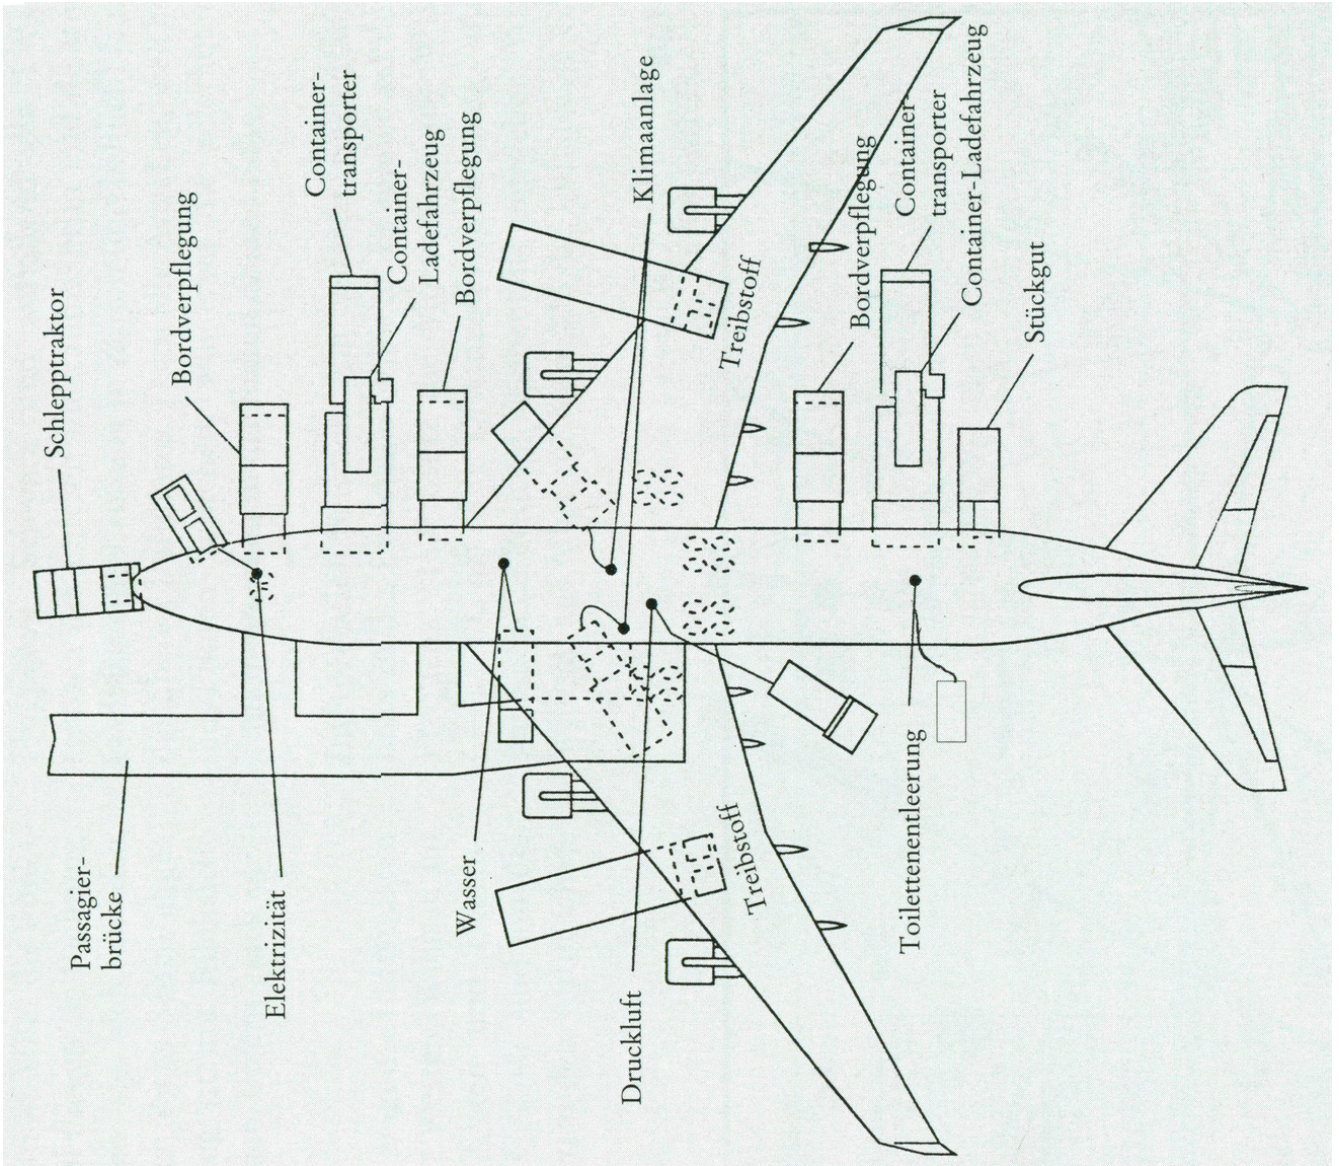 Schlepptraktor
Bordverpflegung
Container-
transporter
Container-
Ladefahrzeug
Bordverpflegung
Klimaanlage
Treibstoff
Bordverpflegung
Container-
transporter
Container-Ladefahrzeug
Stückgut
Passagier-
brücke
Elektrizität
Wasser
Druckluft
Treibstoff
Toilettenentleerung